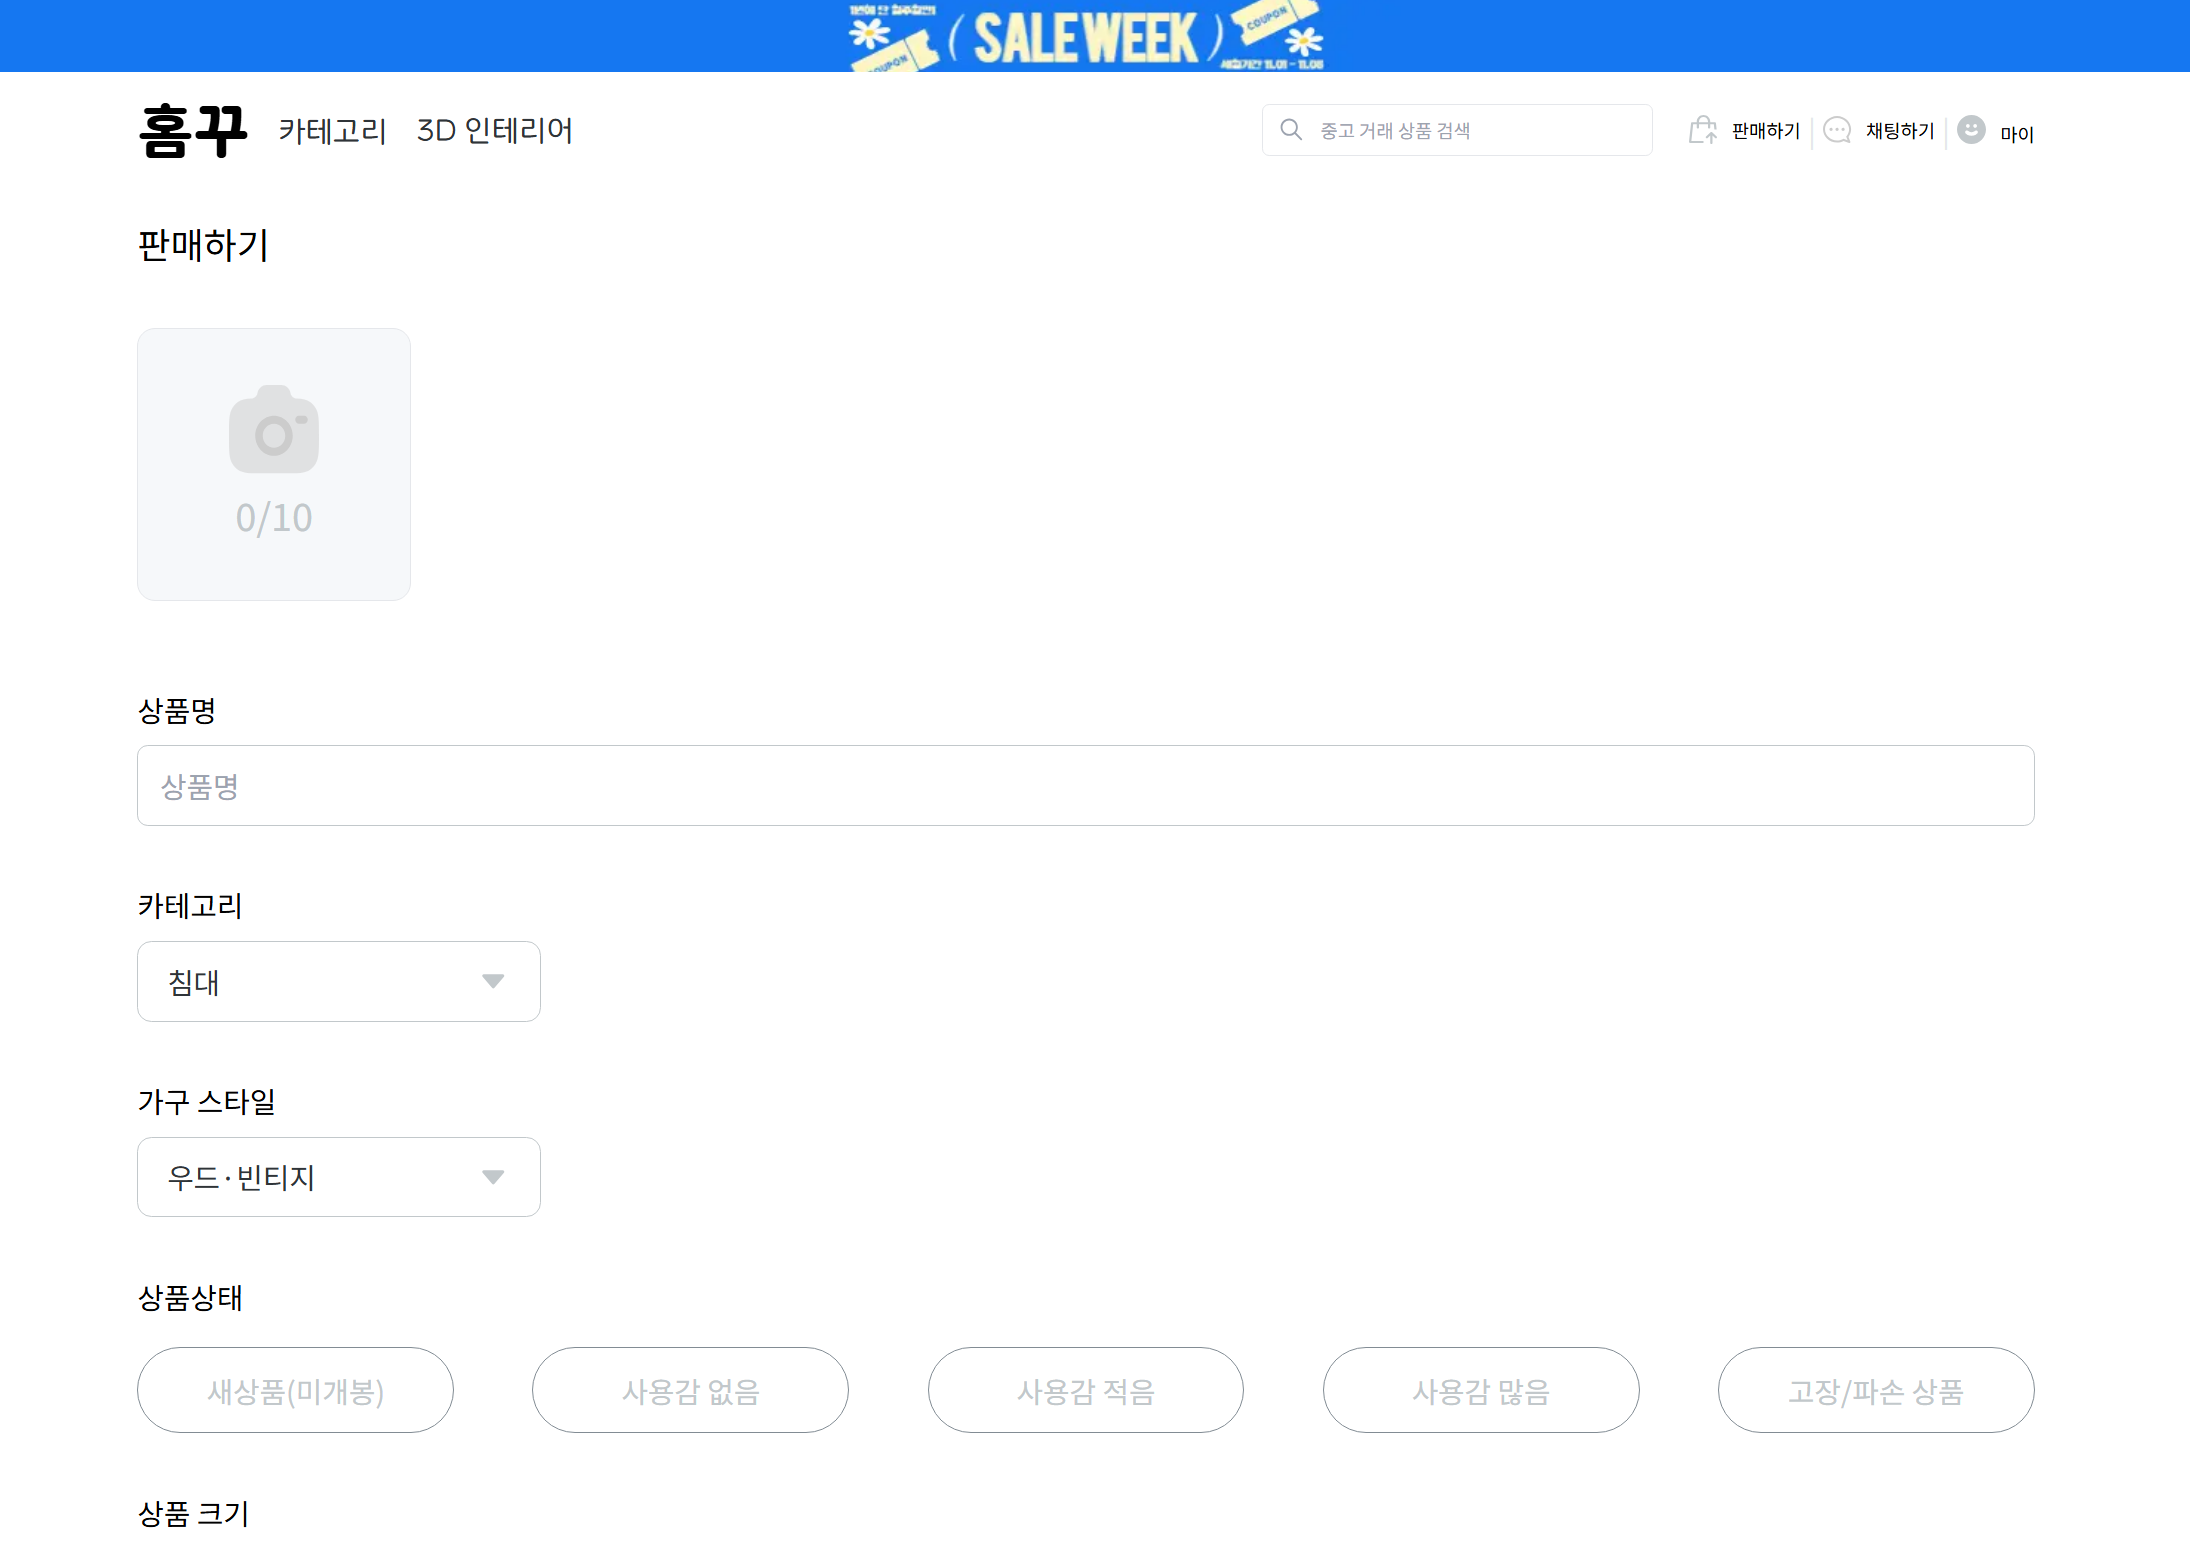 COUPON
( SALE WEEK )
COUPON
홈꾸 카테고리 3D 인테리어 중고 거래 상품 검색 판매하기 채팅하기 마이
판매하기
0/10
상품명
상품명
카테고리
침대
가구 스타일
우드·빈티지
상품상태
새상품(미개봉) 사용감 없음 사용감 적음 사용감 많음 고장/파손 상품
상품 크기